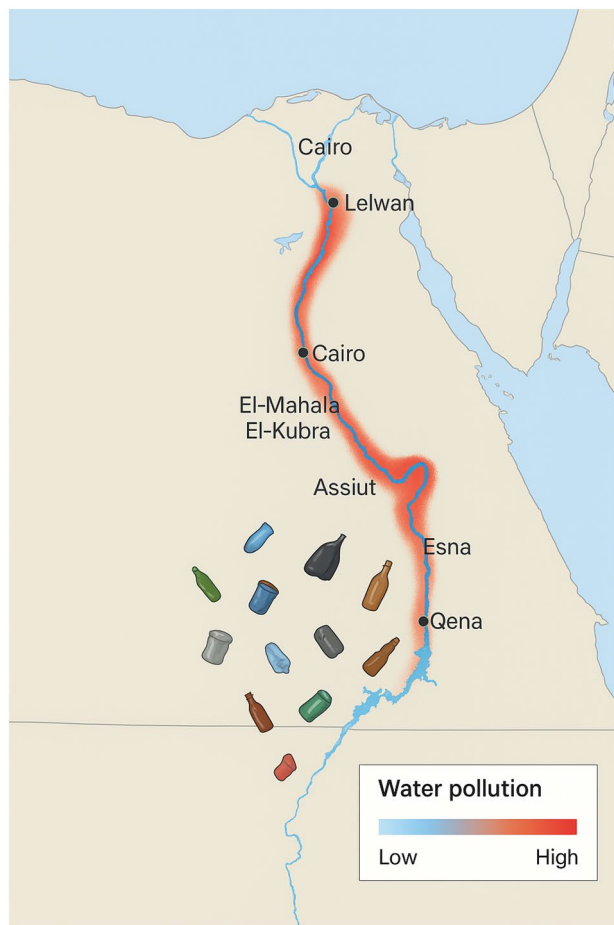 Cairo
Lelwan
Cairo
El-Mahala
El-Kubra
Assiut
Esna
Qena
Water pollution
Low
High